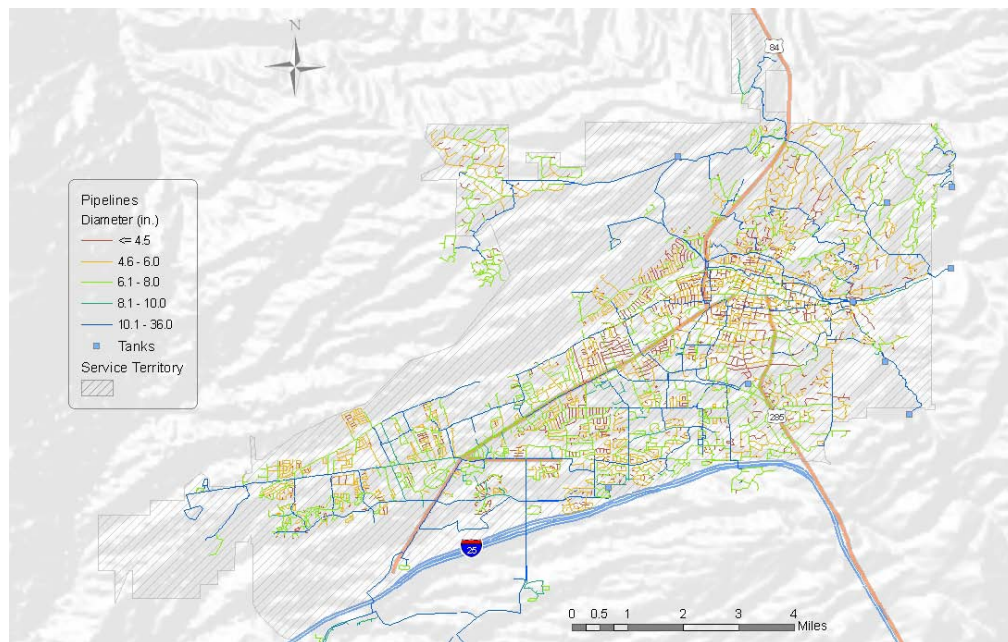 N
84
Pipelines
Diameter (in.)
<= 4.5
4.6 - 6.0
6.1 - 8.0
8.1 - 10.0
10.1 - 36.0
Tanks
Service Territory
285
25
0 0.5 1 2 3 4
Miles